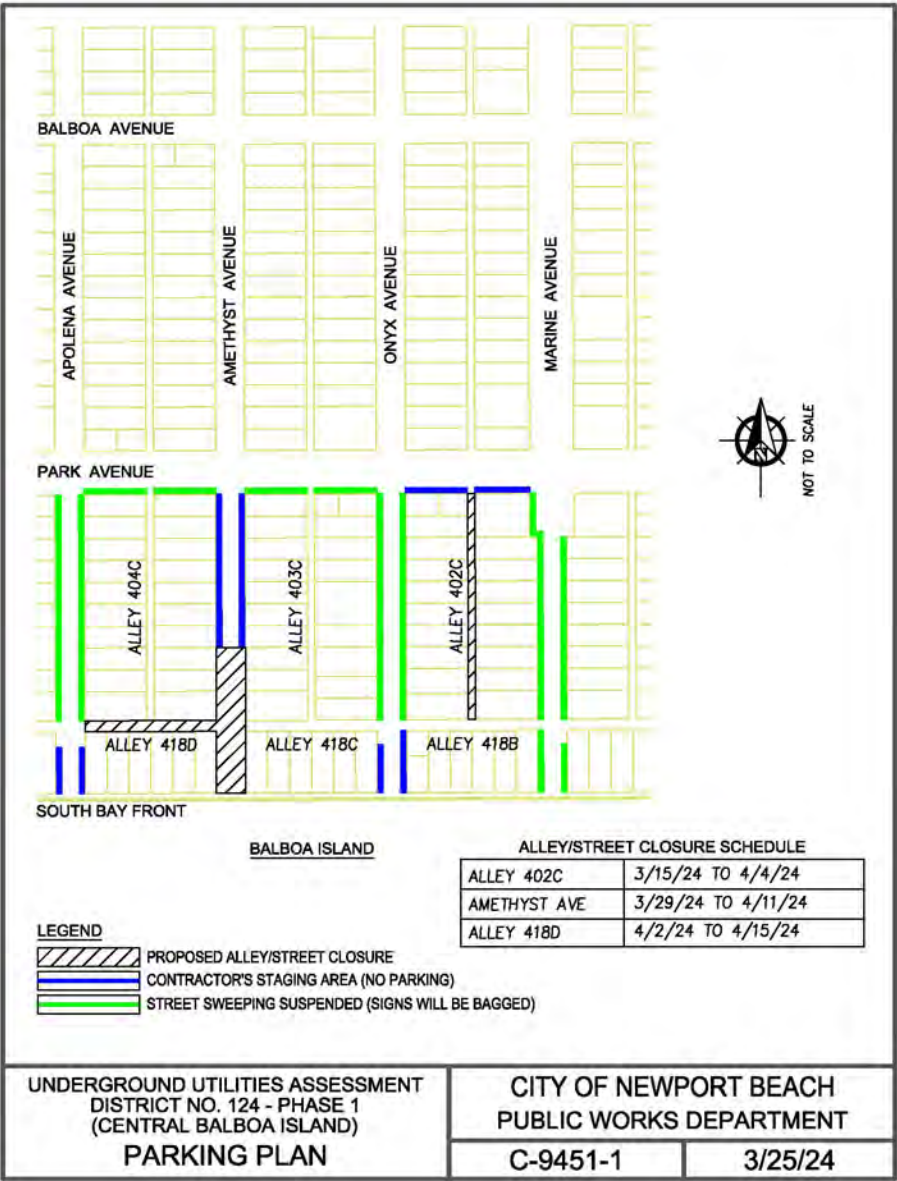 BALBOA AVENUE
APOLENA AVENUE
AMETHYST AVENUE
ONYX AVENUE
MARINE AVENUE
N
NOT TO SCALE
PARK AVENUE
ALLEY 404C
ALLEY 403C
ALLEY 402C
ALLEY 418D
ALLEY 418C
ALLEY 418B
SOUTH BAY FRONT
BALBOA ISLAND
ALLEY/STREET CLOSURE SCHEDULE
ALLEY 402C 3/15/24 TO 4/4/24
AMETHYST AVE 3/29/24 TO 4/11/24
ALLEY 418D 4/2/24 TO 4/15/24
LEGEND
PROPOSED ALLEY/STREET CLOSURE
CONTRACTOR'S STAGING AREA (NO PARKING)
STREET SWEEPING SUSPENDED (SIGNS WILL BE BAGGED)
UNDERGROUND UTILITIES ASSESSMENT
DISTRICT NO. 124 - PHASE 1
(CENTRAL BALBOA ISLAND)
PARKING PLAN
CITY OF NEWPORT BEACH
PUBLIC WORKS DEPARTMENT
C-9451-1
3/25/24